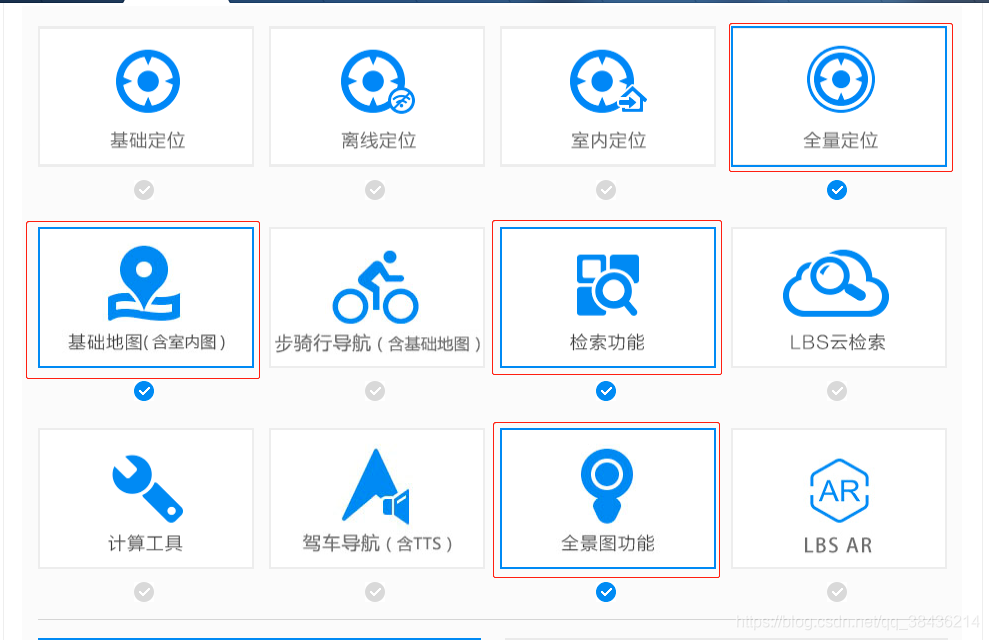 基础定位
离线定位
室内定位
全量定位
基础地图(含室内图)
步骑行导航(含基础地图)
检索功能
LBS云检索
计算工具
驾车导航(含TTS)
全景图功能
AR
LBS AR
https://blog.csdn.net/qq_38436214